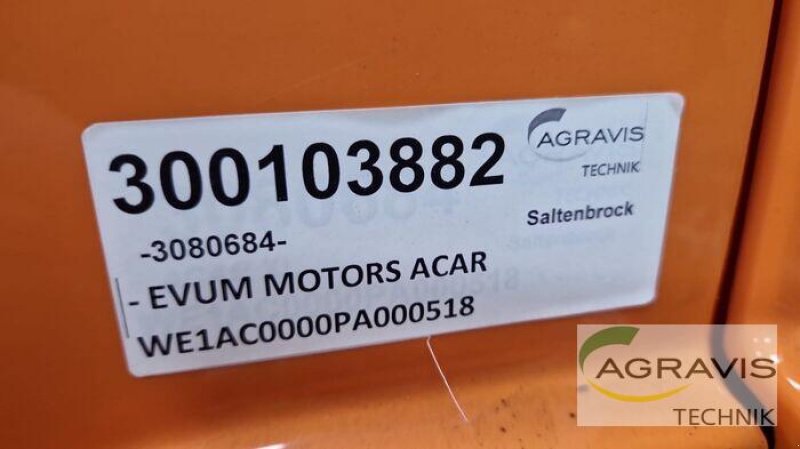 300103882
AGRAVIS
TECHNIK
-3080684-
Saltenbrock
- EVUM MOTORS ACAR
WE1AC0000PA000518
AGRAVIS
TECHNIK